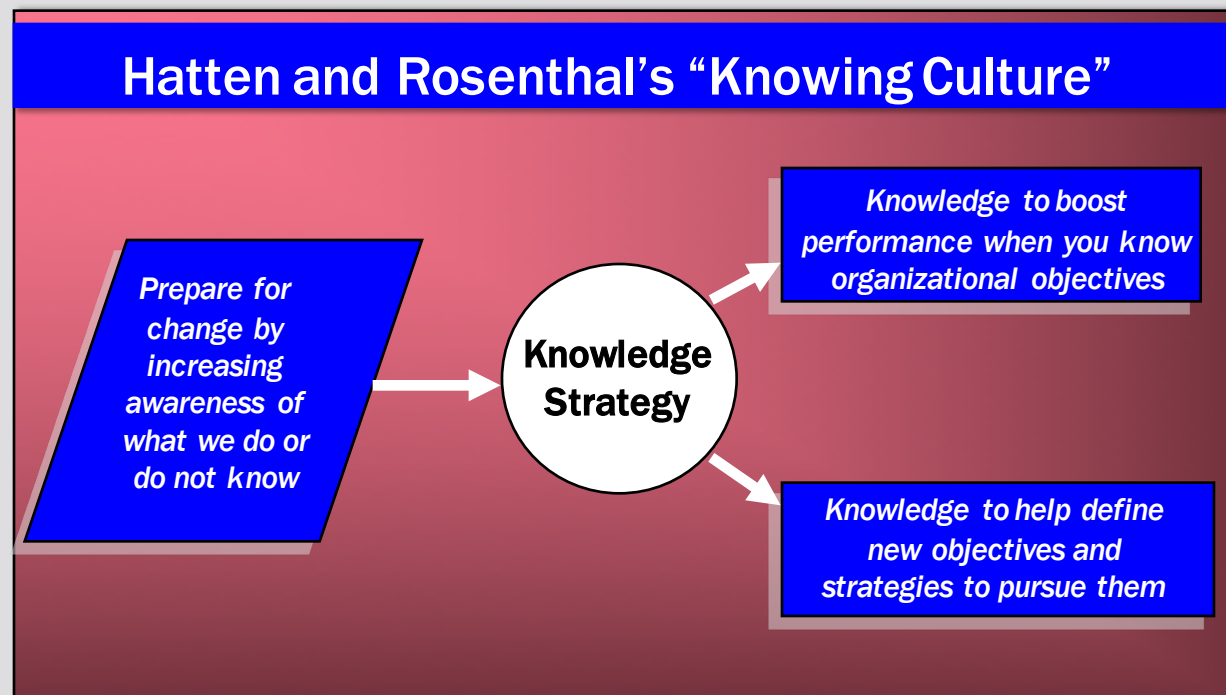 Hatten and Rosenthal’s “Knowing Culture”
Prepare for
change by
increasing
awareness of
what we do or
do not know
Knowledge
Strategy
Knowledge to boost
performance when you know
organizational objectives
Knowledge to help define
new objectives and
strategies to pursue them